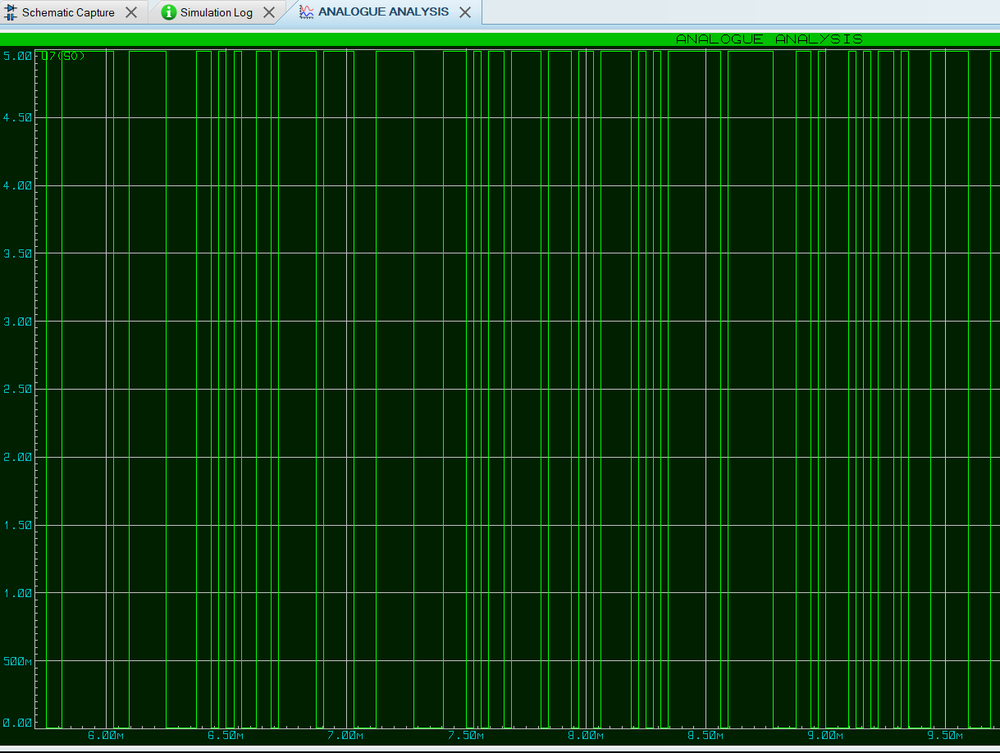 Schematic Capture
Simulation Log
ANALOGUE ANALYSIS
ANALOGUE ANALYSIS
5.00
U7(SO)
4.50
4.00
3.50
3.00
2.50
2.00
1.50
1.00
500m
0.00
6.00m 6.50m 7.00m 7.50m 8.00m 8.50m 9.00m 9.50m